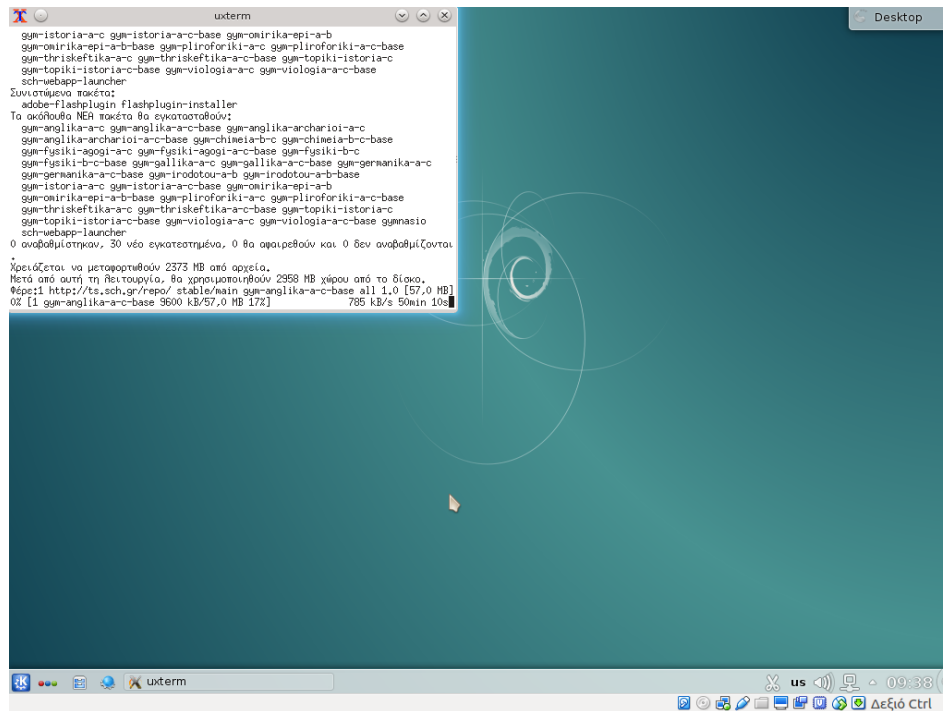 uxterm
Desktop
gym-istoria-a-c gym-istoria-a-c-base gym-omirika-epi-a-b
gym-omirika-epi-a-b-base gym-pliroforiki-a-c gym-pliroforiki-a-c-base
gym-thriskeftika-a-c gym-thriskeftika-a-c-base gym-topiki-istoria-c
gym-topiki-istoria-c-base gym-viologia-a-c gym-viologia-a-c-base
sch-webapp-launcher
Συνιστώμενα πακέτα:
adobe-flashplugin flashplugin-installer
Τα ακόλουθα ΝΕΑ πακέτα θα εγκατασταθούν:
gym-anglika-a-c gym-anglika-a-c-base gym-anglika-archarioi-a-c
gym-anglika-archarioi-a-c-base gym-chimeia-b-c gym-chimeia-b-c-base
gym-fysiki-agogi-a-c gym-fysiki-agogi-a-c-base gym-fysiki-b-c
gym-fysiki-b-c-base gym-gallika-a-c gym-gallika-a-c-base gym-germanika-a-c
gym-germanika-a-c-base gym-irodotou-a-b gym-irodotou-a-b-base
gym-istoria-a-c gym-istoria-a-c-base gym-omirika-epi-a-b
gym-omirika-epi-a-b-base gym-pliroforiki-a-c gym-pliroforiki-a-c-base
gym-thriskeftika-a-c gym-thriskeftika-a-c-base gym-topiki-istoria-c
gym-topiki-istoria-c-base gym-viologia-a-c gym-viologia-a-c-base gymnasio
sch-webapp-launcher
0 αναβαθμίστηκαν, 30 νέο εγκατεστημένα, 0 θα αφαιρεθούν και 0 δεν αναβαθμίζονται
.
Χρειάζεται να μεταφορτωθούν 2373 MB από αρχεία.
Μετά από αυτή τη λειτουργία, θα χρησιμοποιηθούν 2958 MB χώρου από το δίσκο.
Φέρε:1 http://ts.sch.gr/repo/ stable/main gym-anglika-a-c-base all 1.0 [57,0 MB]
0% [1 gym-anglika-a-c-base 9600 kB/57,0 MB 17%] 785 kB/s 50min 10s
uxterm
us
09:38
Δεξιό Ctrl